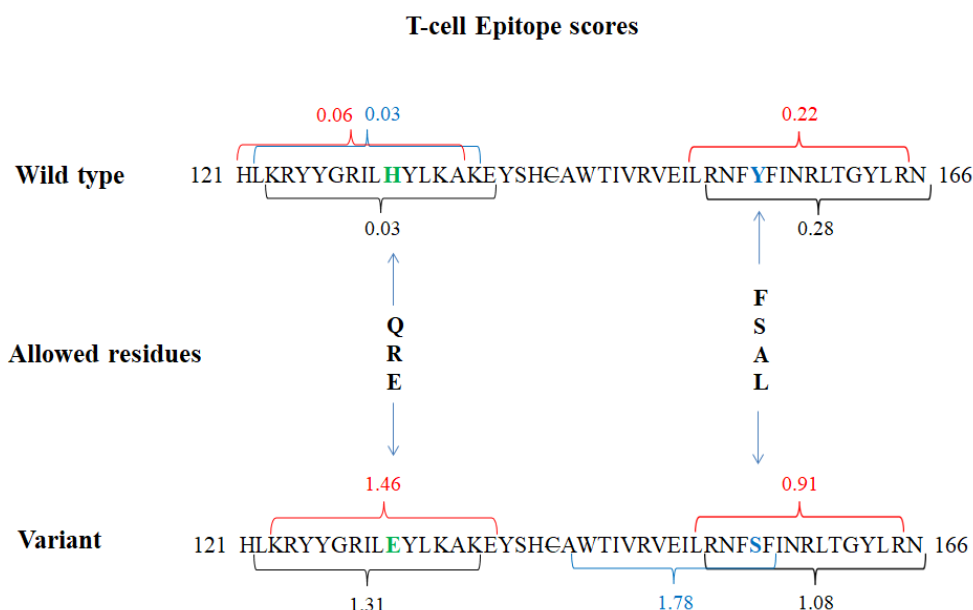 T-cell Epitope scores
0.06 0.03 0.22
Wild type 121 HLKRYYGRILHYLKAKEYSHCAWTIVRVEILRNFYFINRLTGYLRN 166
0.03 0.28
Q
R
E
F
S
A
L
Allowed residues
1.46 0.91
Variant 121 HLKRYYGRILEYLKAKEYSHCAWTIVRVEILRNFSFINRLTGYLRN 166
1.31 1.78 1.08